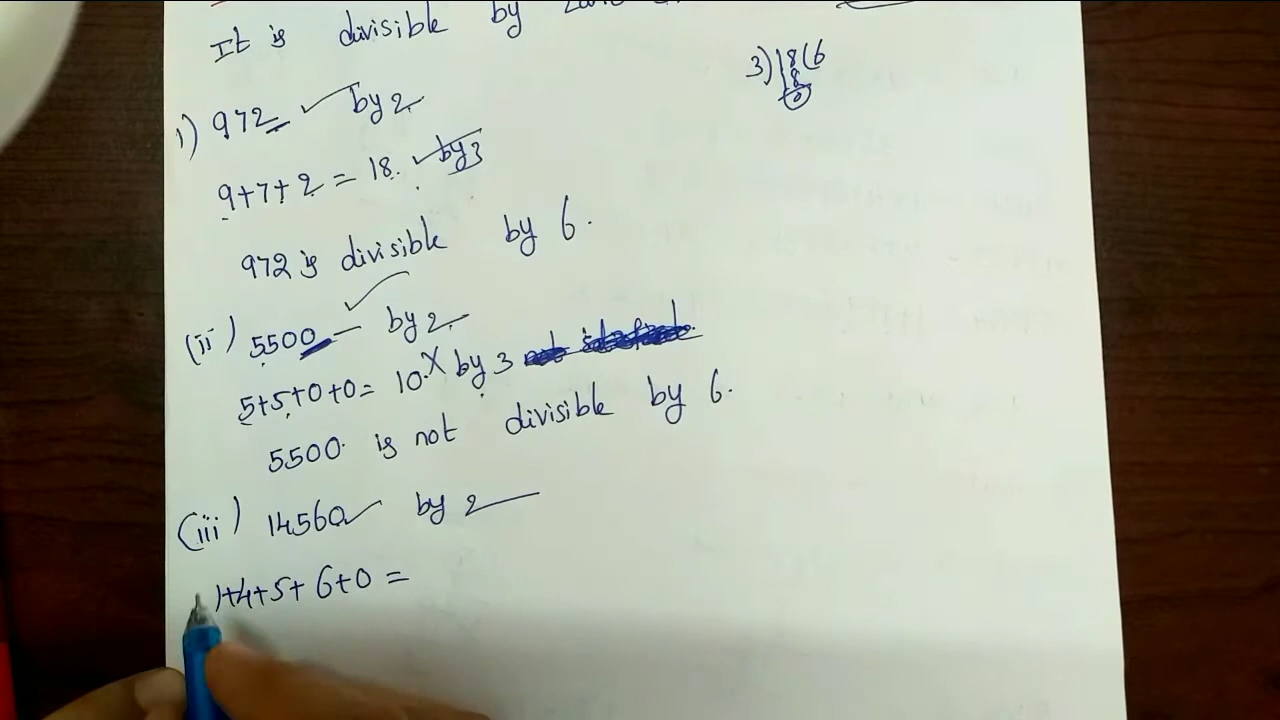 It is divisible by
3)18(6
18
0
i) 972 ✓ by 2
9+7+2 = 18. ✓ by 3
972 is divisible by 6.
(ii) 5500 — by 2 ✓
5+5+0+0 = 10 X by 3
5500 is not divisible by 6.
(iii) 14560 ✓ by 2
1+4+5+6+0 =